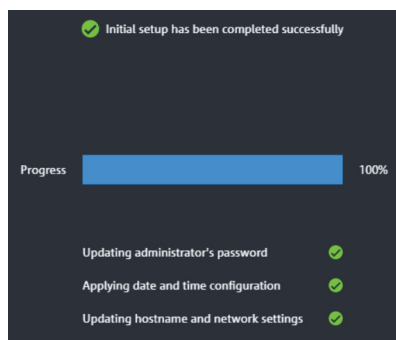 Initial setup has been completed successfully
Progress 100%
Updating administrator's password
Applying date and time configuration
Updating hostname and network settings